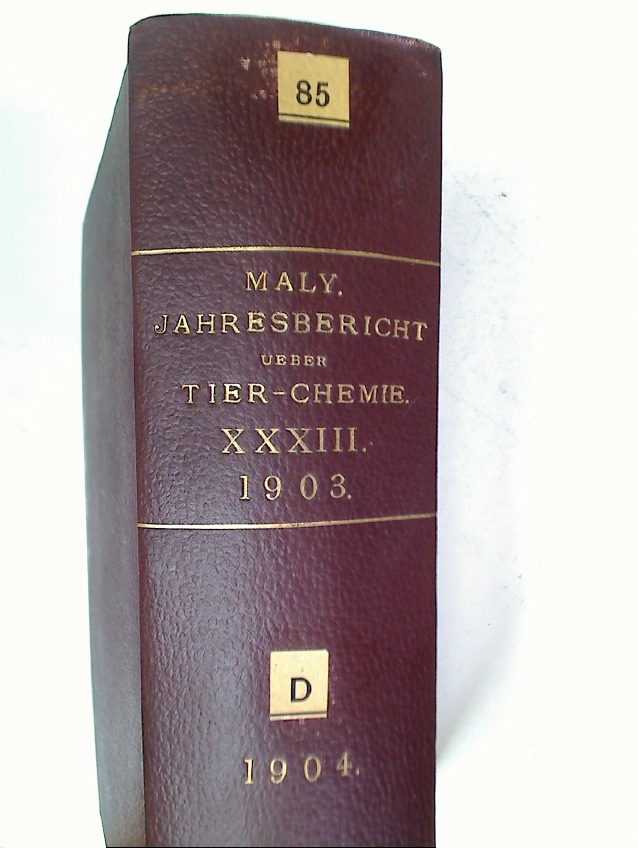 85
MALY.
JAHRESBERICHT
UEBER
TIER-CHEMIE.
XXXIII.
1903.
D
1904.